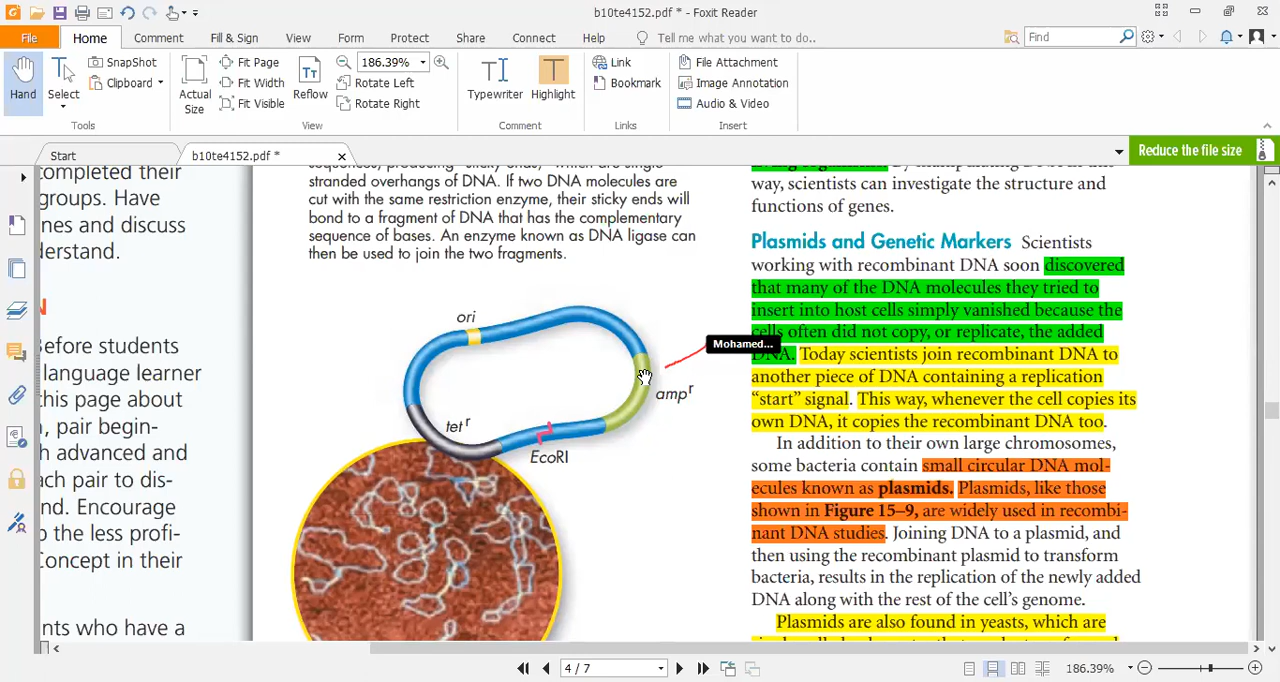 b10te4152.pdf * - Foxit Reader
File Home Comment Fill & Sign View Form Protect Share Connect Help Tell me what you want to do.. Find
Hand Select SnapShot Clipboard Actual Size Fit Page Fit Width Fit Visible Reflow 186.39% Rotate Left Rotate Right Typewriter Highlight Link Bookmark File Attachment Image Annotation Audio & Video
Tools View Comment Links Insert
Start b10te4152.pdf * Reduce the file size
completed their
groups. Have
nes and discuss
derstand.
N
Before students
language learner
this page about
, pair begin-
h advanced and
ach pair to dis-
nd. Encourage
the less profi-
Concept in their
nts who have a
stranded overhangs of DNA. If two DNA molecules are
cut with the same restriction enzyme, their sticky ends will
bond to a fragment of DNA that has the complementary
sequence of bases. An enzyme known as DNA ligase can
then be used to join the two fragments.
ori
Mohamed...
ampr
tetr
EcoRI
way, scientists can investigate the structure and
functions of genes.
Plasmids and Genetic Markers Scientists
working with recombinant DNA soon discovered
that many of the DNA molecules they tried to
insert into host cells simply vanished because the
cells often did not copy, or replicate, the added
DNA. Today scientists join recombinant DNA to
another piece of DNA containing a replication
“start” signal. This way, whenever the cell copies its
own DNA, it copies the recombinant DNA too.
In addition to their own large chromosomes,
some bacteria contain small circular DNA mol-
ecules known as plasmids. Plasmids, like those
shown in Figure 15–9, are widely used in recombi-
nant DNA studies. Joining DNA to a plasmid, and
then using the recombinant plasmid to transform
bacteria, results in the replication of the newly added
DNA along with the rest of the cell’s genome.
Plasmids are also found in yeasts, which are
4 / 7 186.39%